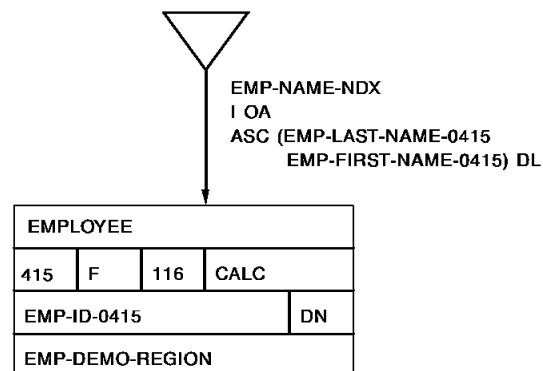 EMP-NAME-NDX
I OA
ASC (EMP-LAST-NAME-0415
EMP-FIRST-NAME-0415) DL
EMPLOYEE
415 F 116 CALC
EMP-ID-0415 DN
EMP-DEMO-REGION